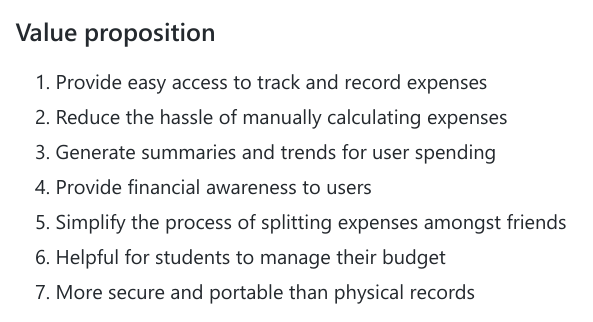 Value proposition
1. Provide easy access to track and record expenses
2. Reduce the hassle of manually calculating expenses
3. Generate summaries and trends for user spending
4. Provide financial awareness to users
5. Simplify the process of splitting expenses amongst friends
6. Helpful for students to manage their budget
7. More secure and portable than physical records